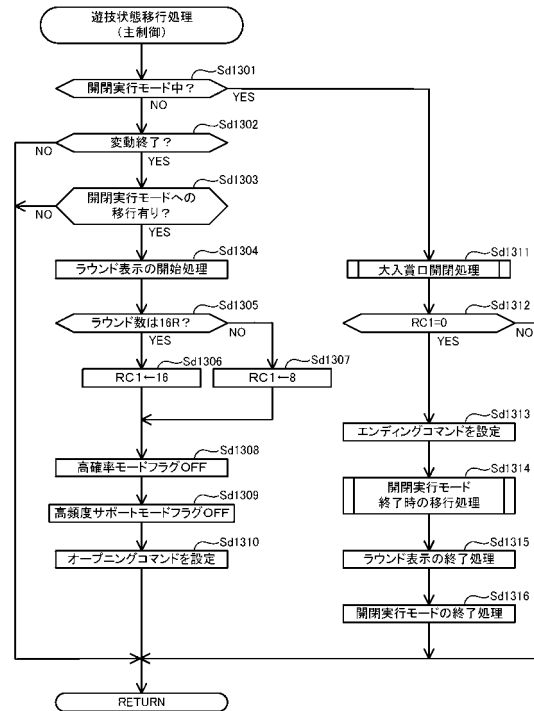 遊技状態移行処理
(主制御)
Sd1301
開閉実行モード中?
NO
YES
Sd1302
変動終了?
NO
YES
Sd1303
開閉実行モードへの
移行有り?
NO
YES
Sd1304
ラウンド表示の開始処理
Sd1305
ラウンド数は16R?
YES
NO
Sd1306
RC1←16
Sd1307
RC1←8
Sd1308
高確率モードフラグOFF
Sd1309
高頻度サポートモードフラグOFF
Sd1310
オープニングコマンドを設定
Sd1311
大入賞口開閉処理
Sd1312
RC1=0
YES
NO
Sd1313
エンディングコマンドを設定
Sd1314
開閉実行モード
終了時の移行処理
Sd1315
ラウンド表示の終了処理
Sd1316
開閉実行モードの終了処理
RETURN